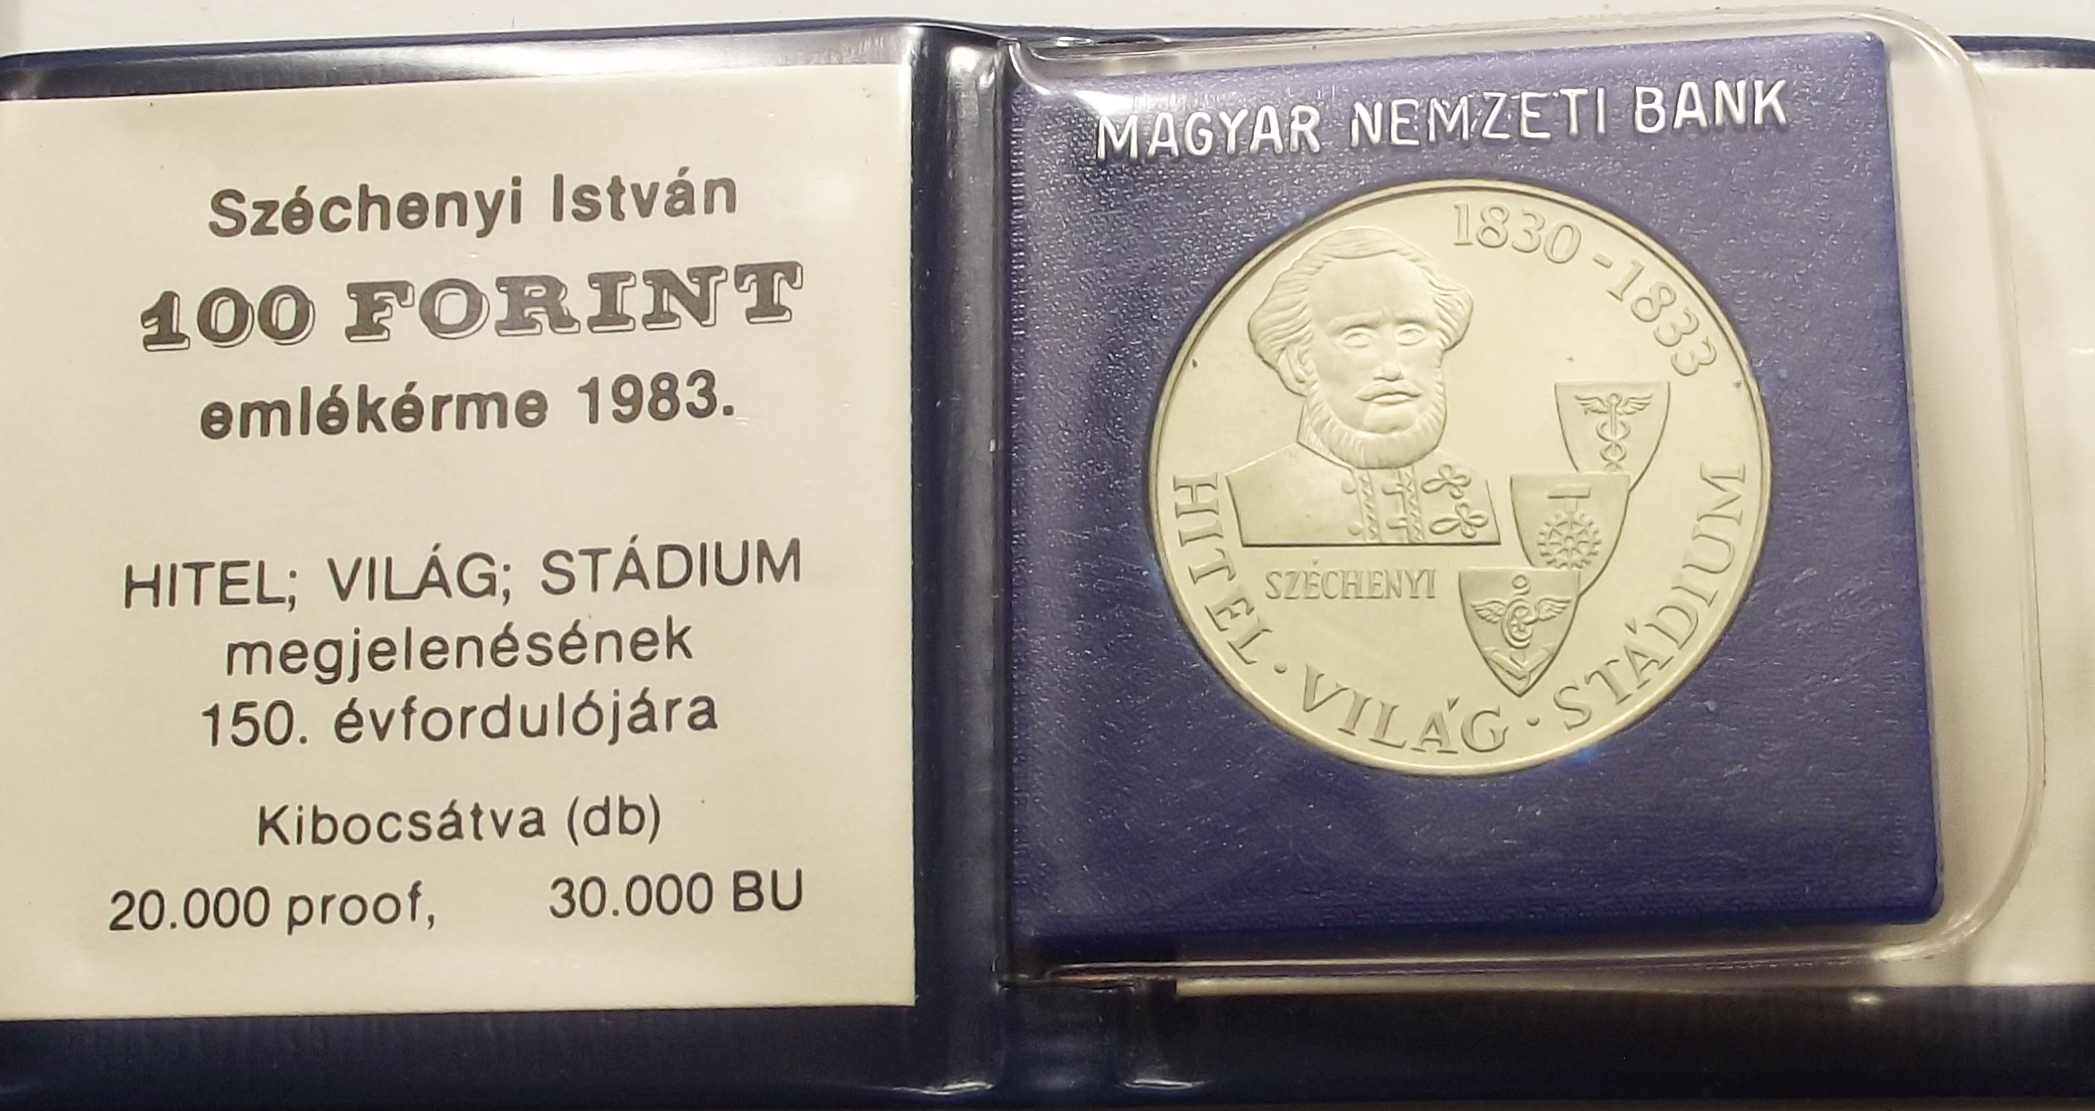 Széchenyi István
100 FORINT
emlékérme 1983.
HITEL; VILÁG; STÁDIUM
megjelenésének
150. évfordulójára
Kibocsátva (db)
20.000 proof, 30.000 BU
MAGYAR NEMZETI BANK
1830-1833
SZÉCHENYI
HITEL · VILÁG · STÁDIUM